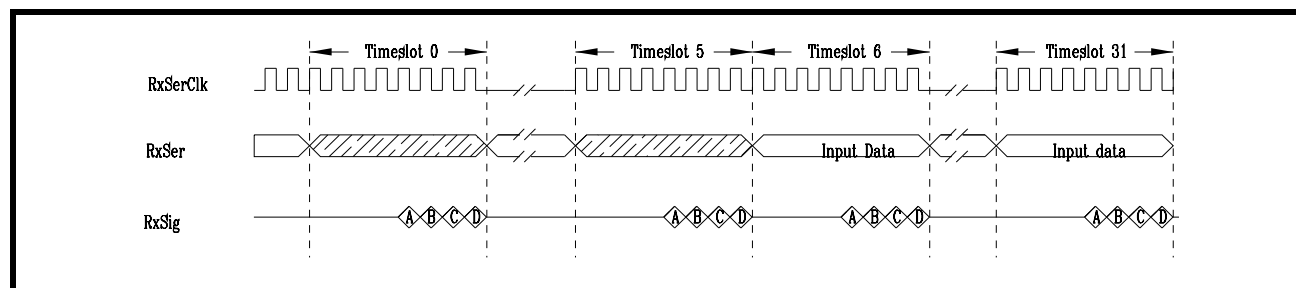 Timeslot 0 Timeslot 5 Timeslot 6 Timeslot 31
RxSerClk
RxSer Input Data Input data
RxSig A B C D A B C D A B C D A B C D